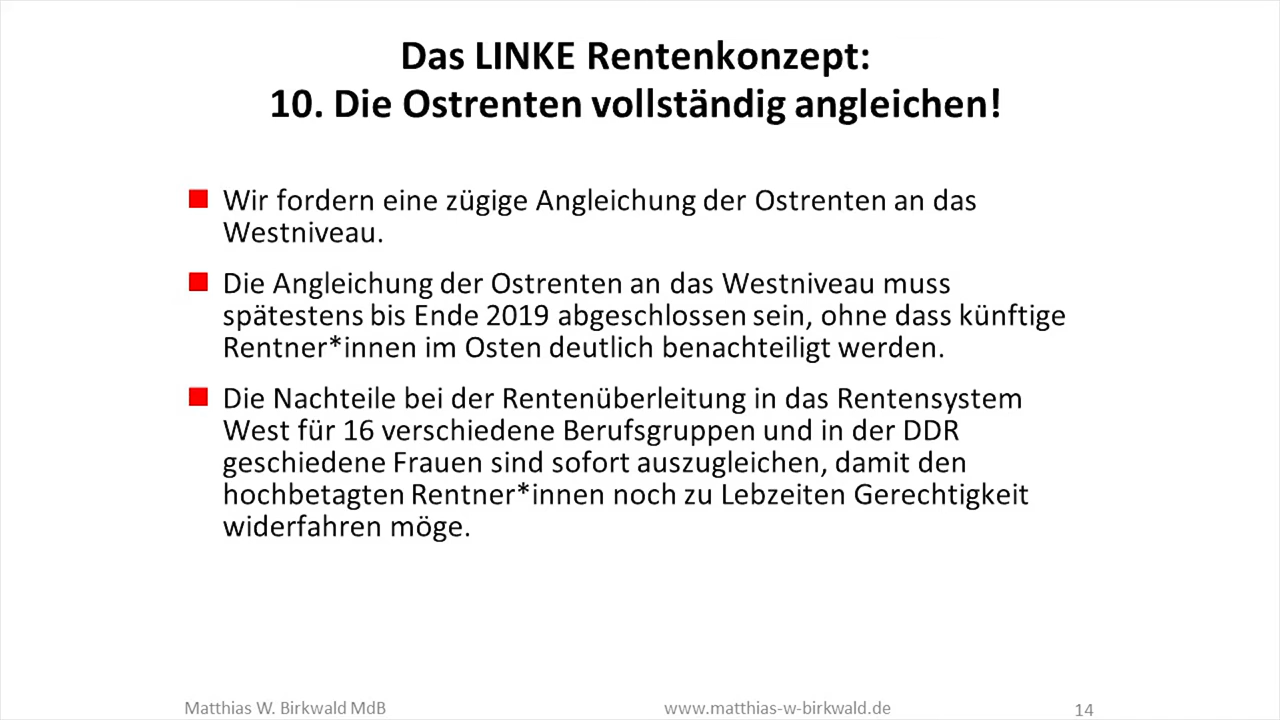 Das LINKE Rentenkonzept:
10. Die Ostrenten vollständig angleichen!
Wir fordern eine zügige Angleichung der Ostrenten an das
Westniveau.
Die Angleichung der Ostrenten an das Westniveau muss
spätestens bis Ende 2019 abgeschlossen sein, ohne dass künftige
Rentner*innen im Osten deutlich benachteiligt werden.
Die Nachteile bei der Rentenüberleitung in das Rentensystem
West für 16 verschiedene Berufsgruppen und in der DDR
geschiedene Frauen sind sofort auszugleichen, damit den
hochbetagten Rentner*innen noch zu Lebzeiten Gerechtigkeit
widerfahren möge.
Matthias W. Birkwald MdB www.matthias-w-birkwald.de 14